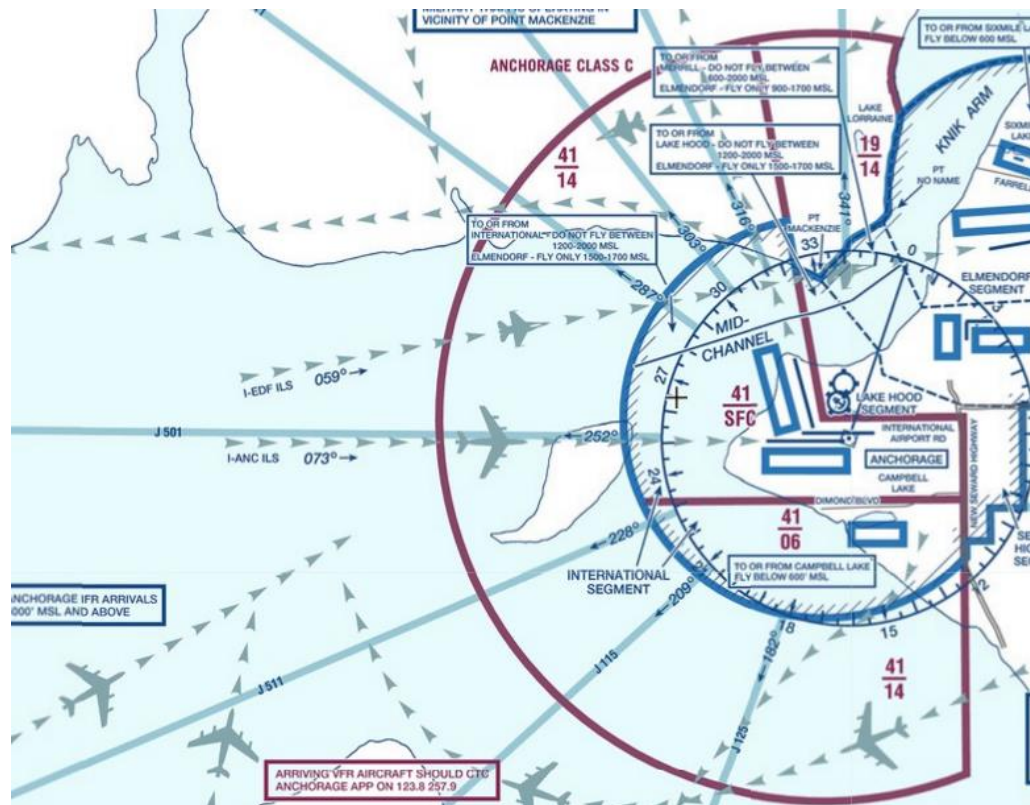 VICINITY OF POINT MACKENZIE
TO OR FROM SIXMILE
FLY BELOW 600 MSL
ANCHORAGE CLASS C
TO OR FROM
MERRILL - DO NOT FLY BETWEEN
600-2000 MSL
ELMENDORF - FLY ONLY 900-1700 MSL
TO OR FROM
LAKE HOOD - DO NOT FLY BETWEEN
1200-2000 MSL
ELMENDORF - FLY ONLY 1500-1700 MSL
LAKE
LORRAINE
KNIK ARM
41
14
19
14
PT
NO NAME
TO OR FROM
INTERNATIONAL - DO NOT FLY BETWEEN
1200-2000 MSL
ELMENDORF - FLY ONLY 1500-1700 MSL
316°
341°
303°
287°
PT
MACKENZIE
33
0
30
3
ELMENDORF
SEGMENT
MID-
CHANNEL
27
I-EDF ILS 059°
41
SFC
LAKE HOOD
SEGMENT
INTERNATIONAL
AIRPORT RD
ANCHORAGE
CAMPBELL
LAKE
NEW SEWARD HIGHWAY
J 501
252°
I-ANC ILS 073°
24
DIMOND BLVD
41
06
228°
INTERNATIONAL
SEGMENT
21
209°
TO OR FROM CAMPBELL LAKE
FLY BELOW 600' MSL
12
18
15
182°
ANCHORAGE IFR ARRIVALS
000' MSL AND ABOVE
J 511
J 115
J 125
41
14
ARRIVING VFR AIRCRAFT SHOULD CTC
ANCHORAGE APP ON 123.8 257.9